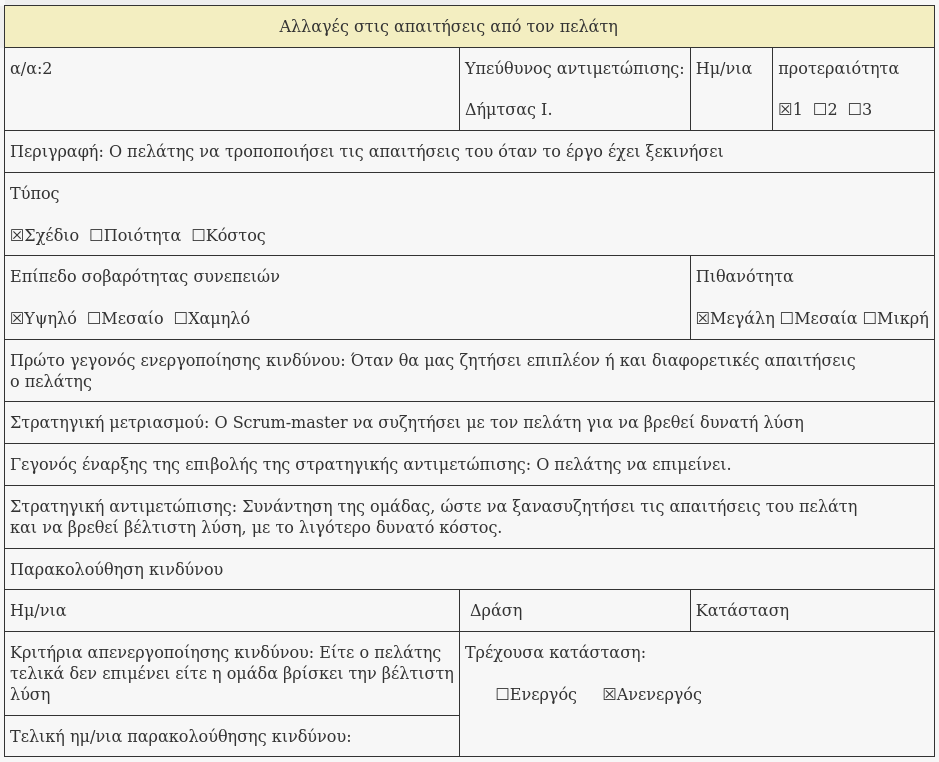 Αλλαγές στις απαιτήσεις από τον πελάτη
α/α:2
Υπεύθυνος αντιμετώπισης:
Δήμτσας Ι.
Ημ/νια
προτεραιότητα
☒1 ☐2 ☐3
Περιγραφή: Ο πελάτης να τροποποιήσει τις απαιτήσεις του όταν το έργο έχει ξεκινήσει
Τύπος
☒Σχέδιο ☐Ποιότητα ☐Κόστος
Επίπεδο σοβαρότητας συνεπειών
☒Υψηλό ☐Μεσαίο ☐Χαμηλό
Πιθανότητα
☒Μεγάλη ☐Μεσαία ☐Μικρή
Πρώτο γεγονός ενεργοποίησης κινδύνου: Όταν θα μας ζητήσει επιπλέον ή και διαφορετικές απαιτήσεις
ο πελάτης
Στρατηγική μετριασμού: Ο Scrum-master να συζητήσει με τον πελάτη για να βρεθεί δυνατή λύση
Γεγονός έναρξης της επιβολής της στρατηγικής αντιμετώπισης: Ο πελάτης να επιμείνει.
Στρατηγική αντιμετώπισης: Συνάντηση της ομάδας, ώστε να ξανασυζητήσει τις απαιτήσεις του πελάτη
και να βρεθεί βέλτιστη λύση, με το λιγότερο δυνατό κόστος.
Παρακολούθηση κινδύνου
Ημ/νια
Δράση
Κατάσταση
Κριτήρια απενεργοποίησης κινδύνου: Είτε ο πελάτης
τελικά δεν επιμένει είτε η ομάδα βρίσκει την βέλτιστη
λύση
Τρέχουσα κατάσταση:
☐Ενεργός ☒Ανενεργός
Τελική ημ/νια παρακολούθησης κινδύνου: